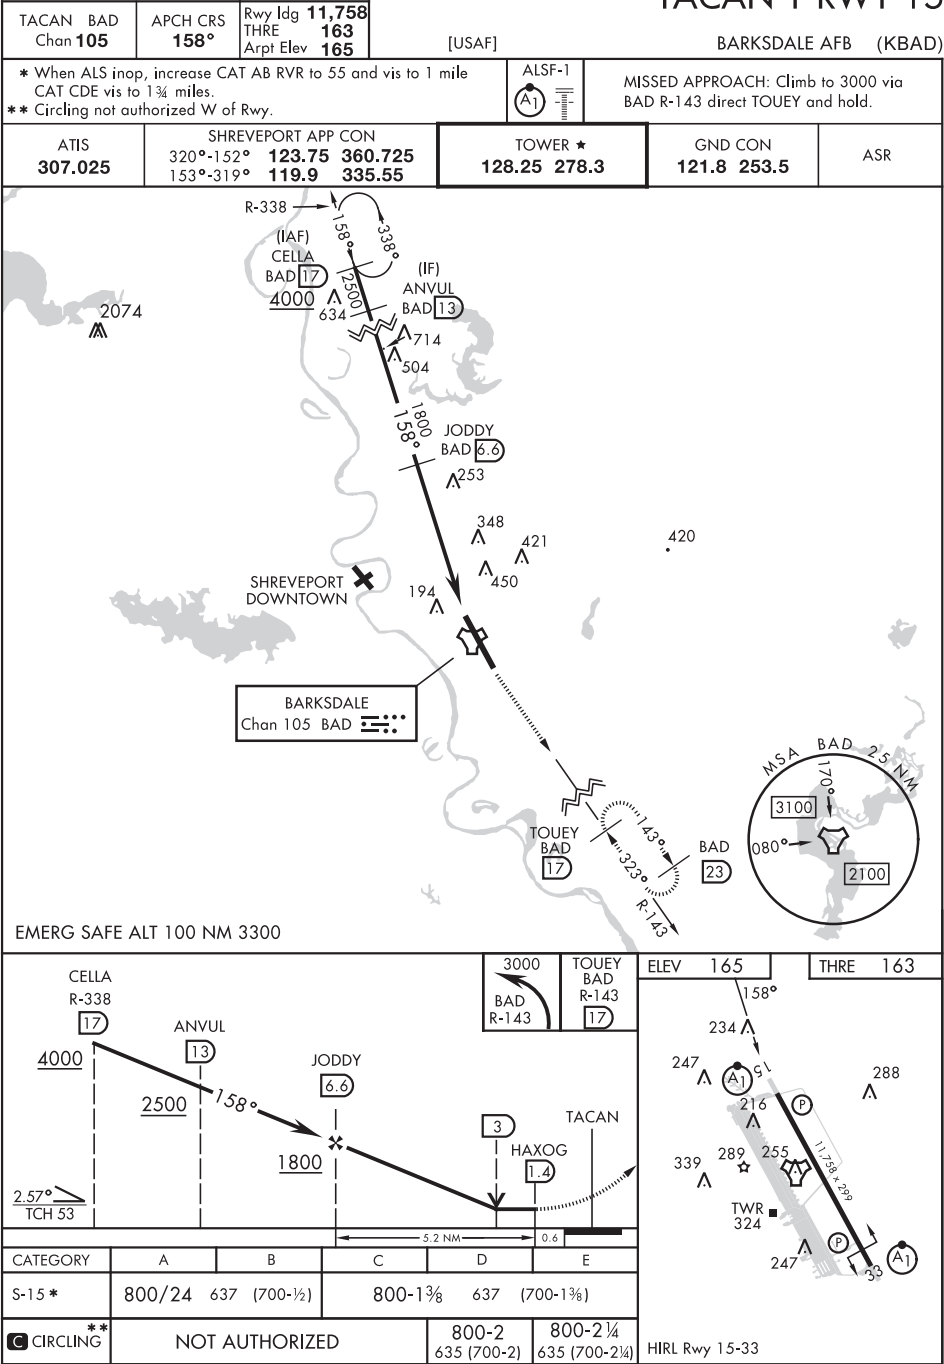 TACAN 1 RWY 15
TACAN BAD
Chan 105
APCH CRS
158°
Rwy ldg 11,758
THRE 163
Arpt Elev 165
[USAF]
BARKSDALE AFB (KBAD)
* When ALS inop, increase CAT AB RVR to 55 and vis to 1 mile
CAT CDE vis to 1¾ miles.
** Circling not authorized W of Rwy.
ALSF-1
A1
MISSED APPROACH: Climb to 3000 via
BAD R-143 direct TOUEY and hold.
ATIS
307.025
SHREVEPORT APP CON
320°-152° 123.75 360.725
153°-319° 119.9 335.55
TOWER ★
128.25 278.3
GND CON
121.8 253.5
ASR
R-338
158°
338°
(IAF)
CELLA
BAD 17
4000
2500
634
(IF)
ANVUL
BAD 13
2074
714
504
1800
158°
JODDY
BAD 6.6
253
348
421
450
420
194
SHREVEPORT
DOWNTOWN
BARKSDALE
Chan 105 BAD
TOUEY
BAD
17
143°
323°
BAD
23
R-143
MSA BAD 25 NM
170°
3100
080°
2100
EMERG SAFE ALT 100 NM 3300
CELLA
R-338
17
4000
ANVUL
13
2500
158°
JODDY
6.6
1800
3
HAXOG
1.4
TACAN
3000
BAD
R-143
TOUEY
BAD
R-143
17
2.57°
TCH 53
5.2 NM
0.6
ELEV 165
THRE 163
158°
234
247
A1
15
288
216
P
339
289
255
11,758 x 299
TWR
324
P
247
33
A1
HIRL Rwy 15-33
CATEGORY A B C D E
S-15 * 800/24 637 (700-½) 800-1⅜ 637 (700-1⅜)
C CIRCLING ** NOT AUTHORIZED 800-2 635 (700-2) 800-2¼ 635 (700-2¼)